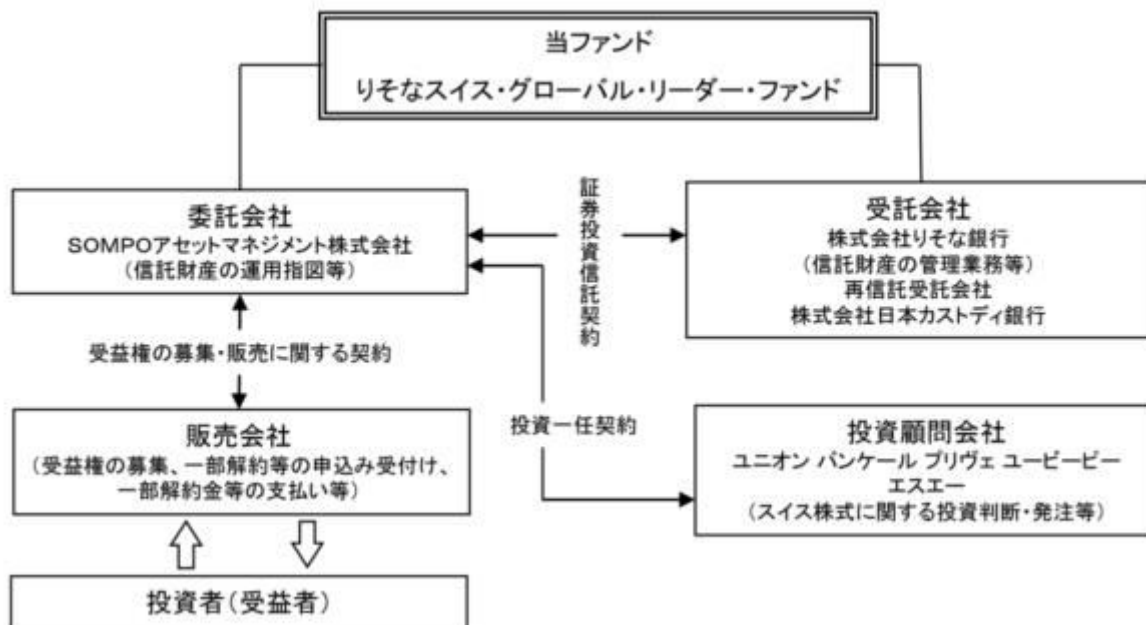 当ファンド
りそなスイス・グローバル・リーダー・ファンド
委託会社
SOMPOアセットマネジメント株式会社
(信託財産の運用指図等)
証券投資信託契約
受託会社
株式会社りそな銀行
(信託財産の管理業務等)
再信託受託会社
株式会社日本カストディ銀行
受益権の募集・販売に関する契約
投資一任契約
販売会社
(受益権の募集、一部解約等の申込み受付け、
一部解約金等の支払い等)
投資顧問会社
ユニオン バンケール プリヴェ ユービーピー
エスエー
(スイス株式に関する投資判断・発注等)
投資者(受益者)